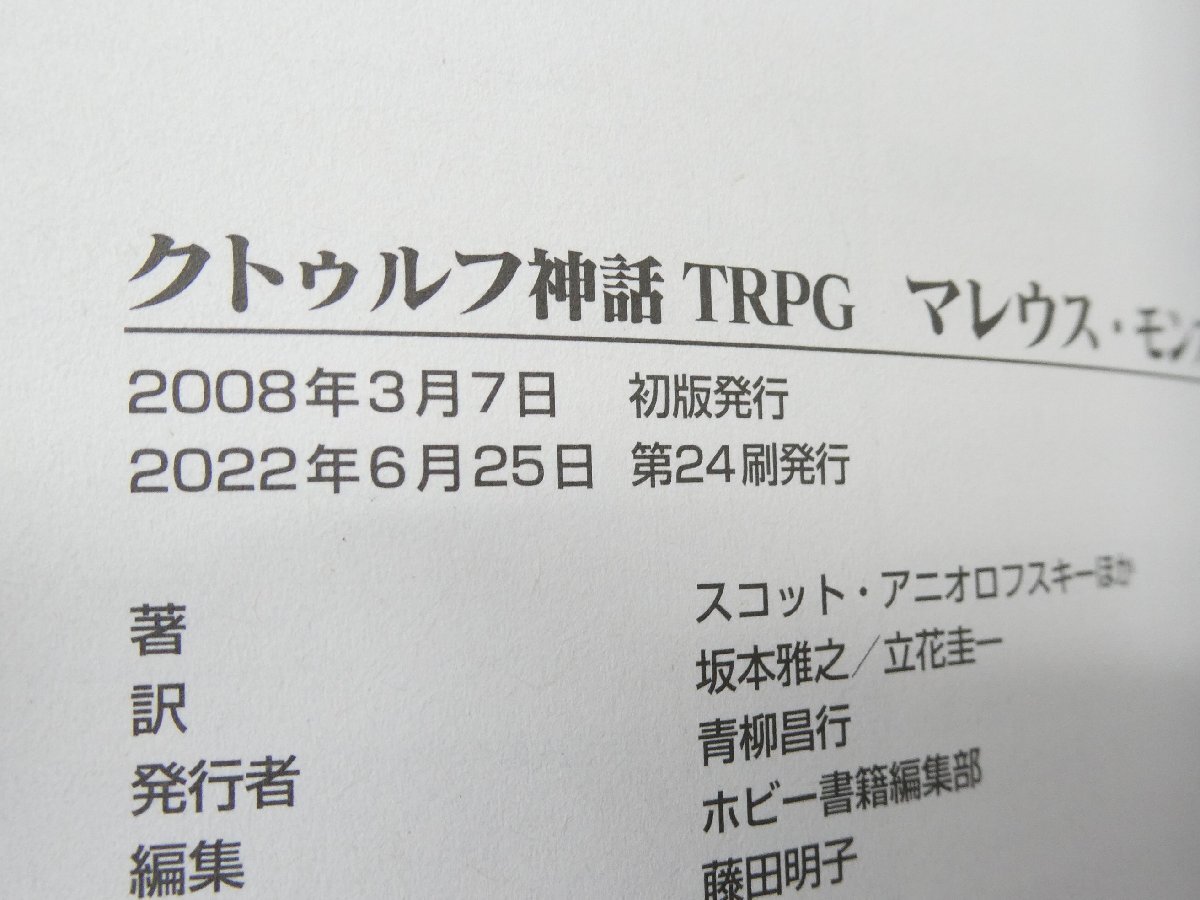 クトゥルフ神話 TRPG マレウス・モン
2008年3月7日 初版発行
2022年6月25日 第24刷発行
著 スコット・アニオロフスキーほか
訳 坂本雅之／立花圭一
発行者 青柳昌行
編集 ホビー書籍編集部
藤田明子